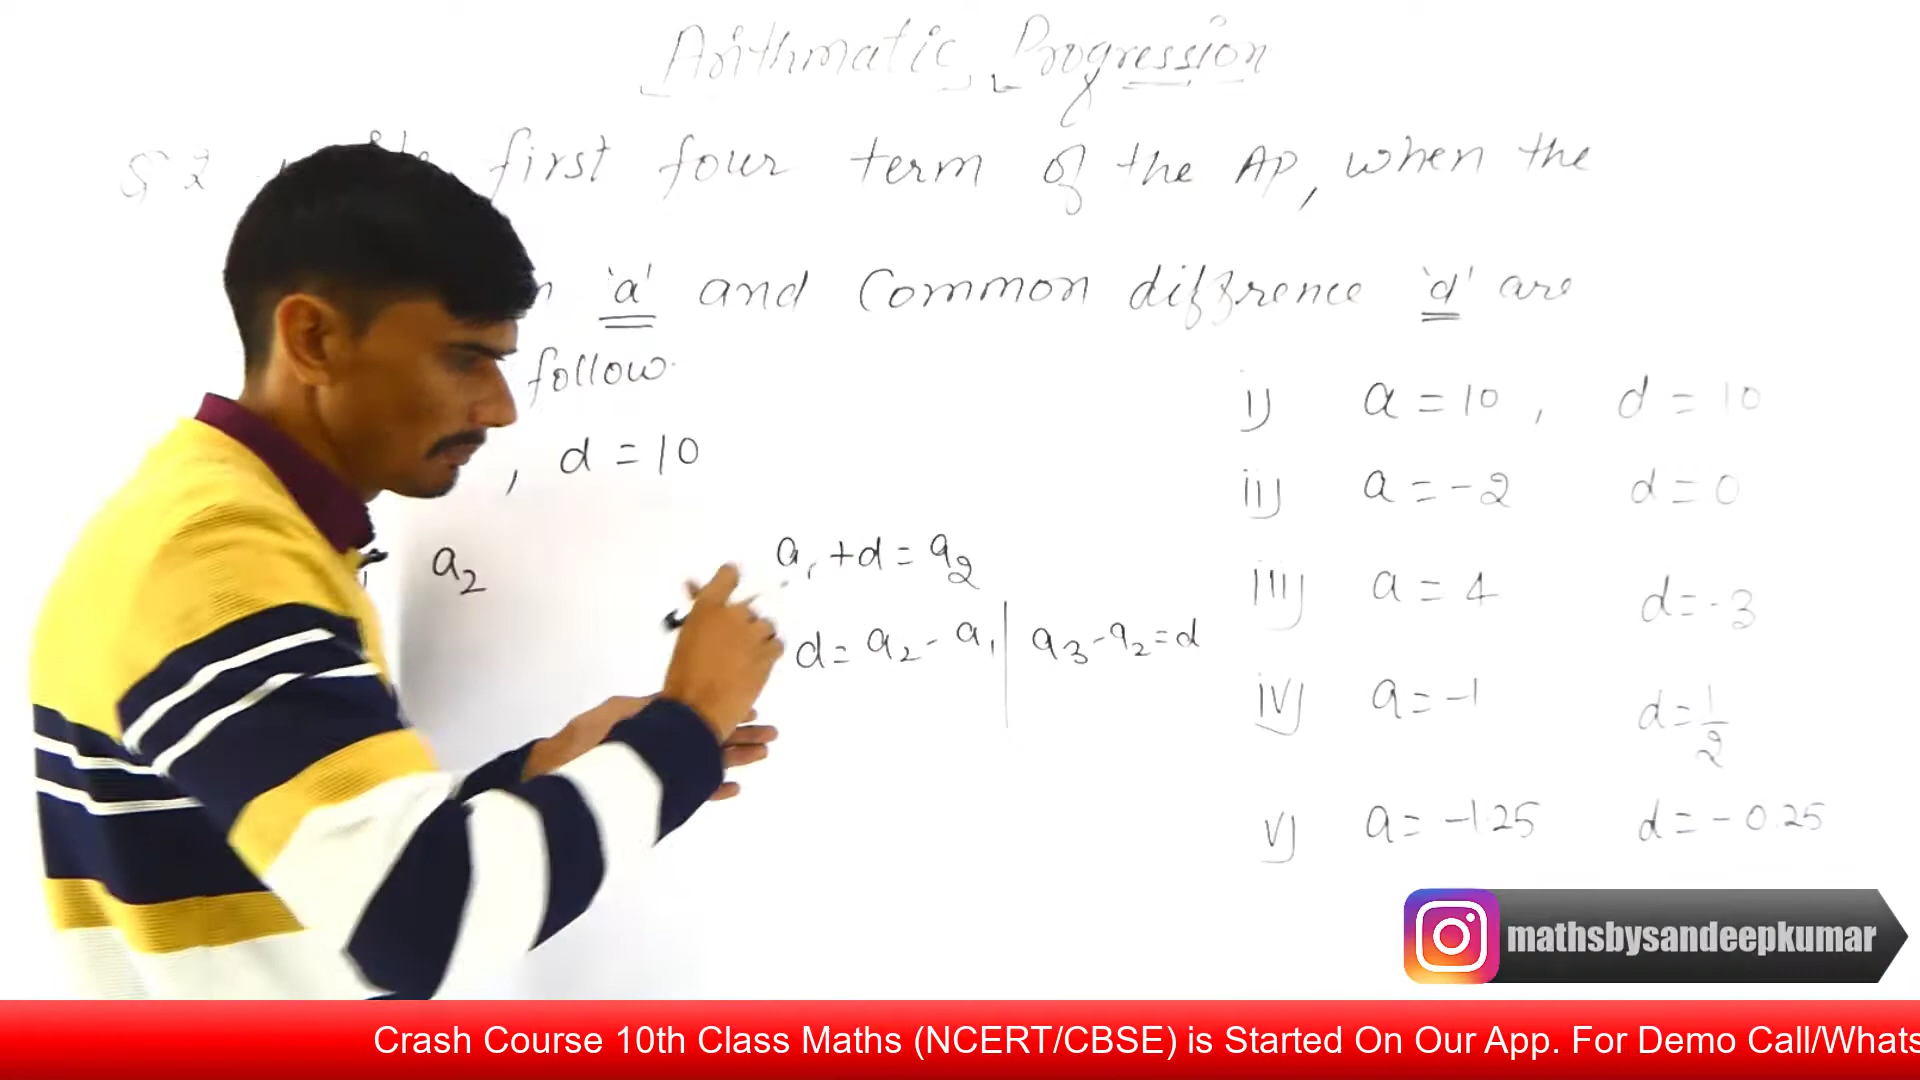 Arithmatic Progression
first four term of the AP, when the
'a' and Common diffrence 'd' are
follow.
, d = 10
a2
a1 + d = a2
d = a2 - a1 | a3 - a2 = d
i) a = 10 , d = 10
ii) a = -2 d = 0
iii) a = 4 d = -3
iv) a = -1 d = 1/2
v) a = -1.25 d = -0.25
mathsbysandeepkumar
Crash Course 10th Class Maths (NCERT/CBSE) is Started On Our App. For Demo Call/Whats